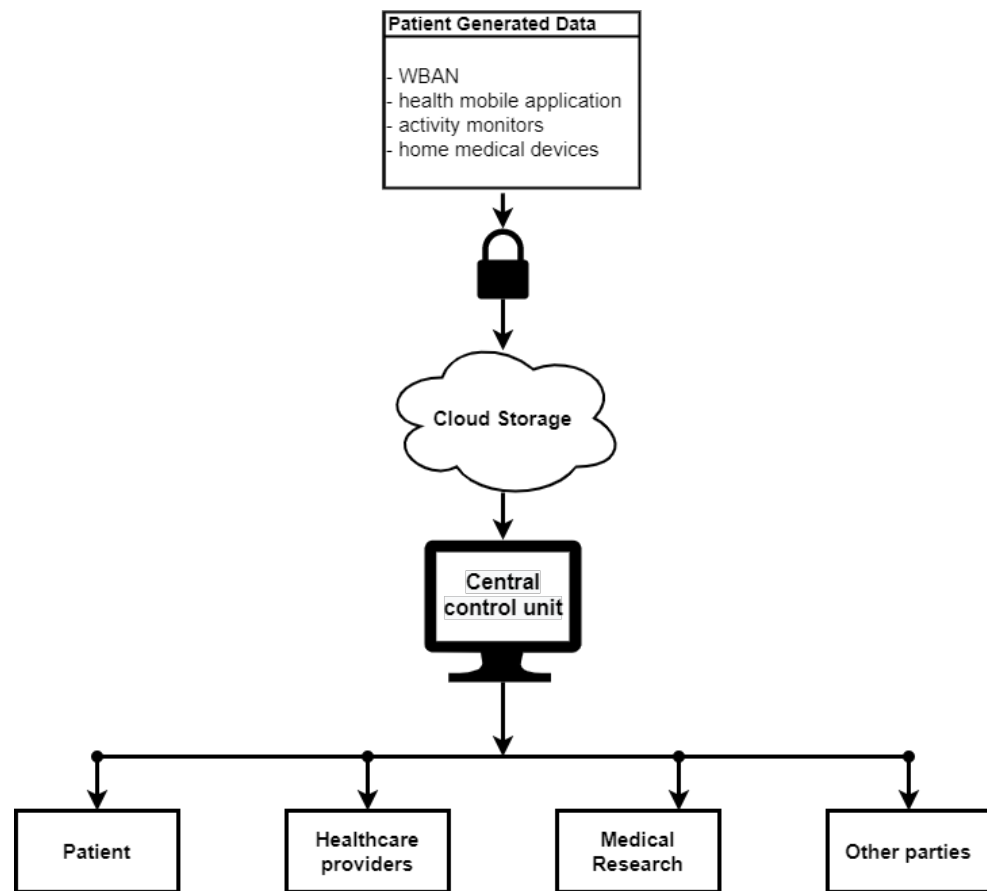 Patient Generated Data
- WBAN
- health mobile application
- activity monitors
- home medical devices
Cloud Storage
Central
control unit
Patient
Healthcare
providers
Medical
Research
Other parties